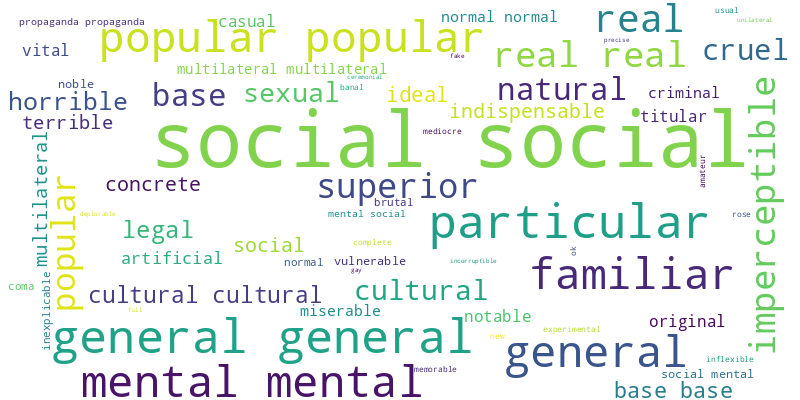 propaganda propaganda
casual
normal normal
real
usual
unilateral
vital
popular popular
real real
precise
cruel
fake
multilateral multilateral
ceremonial
banal
noble
horrible
base
sexual
ideal
natural
criminal
terrible
indispensable
titular
social social
mediocre
imperceptible
multilateral
concrete
superior
amateur
popular
brutal
deplorable
mental social
particular
rose
legal
social
complete
ok
artificial
normal
vulnerable
gay
incorruptible
familiar
coma
inexplicable
cultural cultural
cultural
full
miserable
notable
original
general general
new
experimental
general
inflexible
mental mental
memorable
social mental
base base